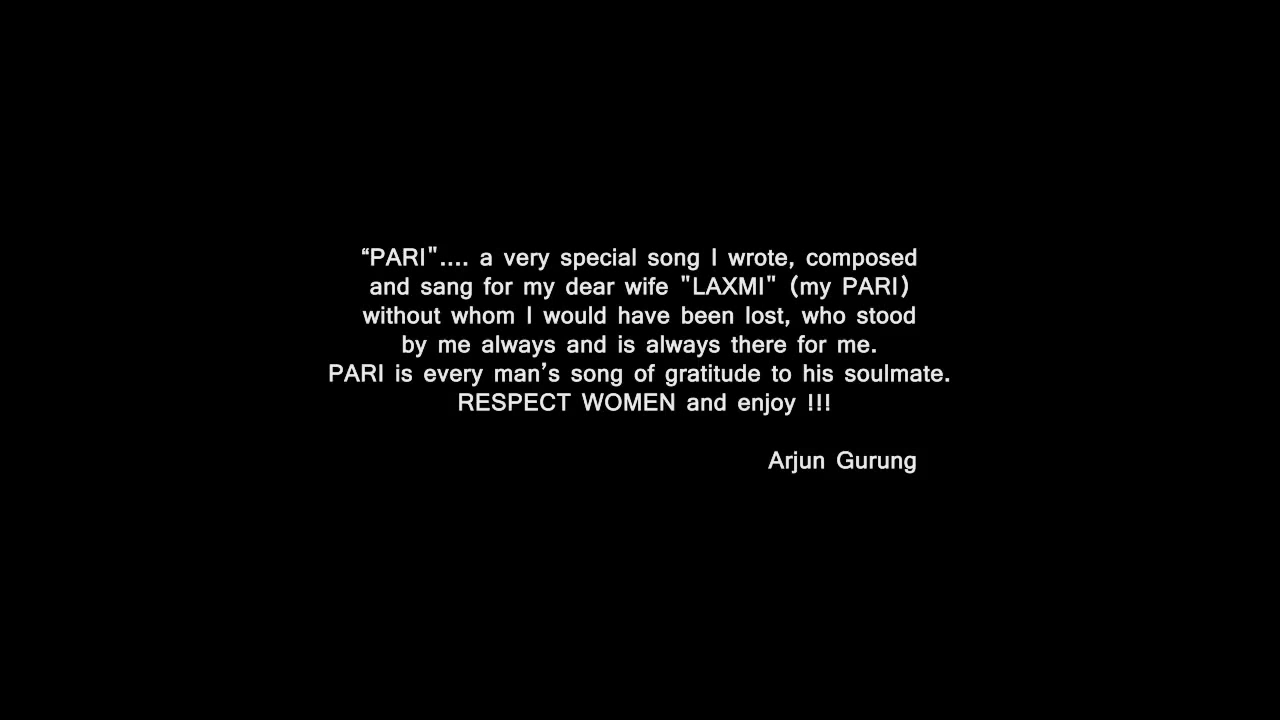 “PARI".... a very special song I wrote, composed
and sang for my dear wife "LAXMI" (my PARI)
without whom I would have been lost, who stood
by me always and is always there for me.
PARI is every man’s song of gratitude to his soulmate.
RESPECT WOMEN and enjoy !!!
Arjun Gurung